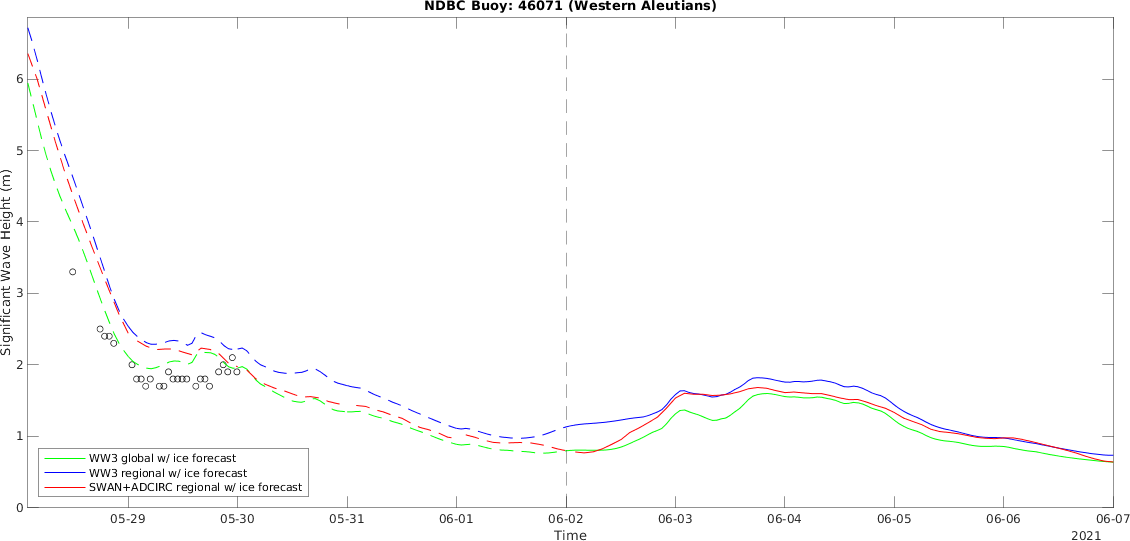 NDBC Buoy: 46071 (Western Aleutians)
Significant Wave Height (m)
6
5
4
3
2
1
0
WW3 global w/ ice forecast
WW3 regional w/ ice forecast
SWAN+ADCIRC regional w/ ice forecast
05-29 05-30 05-31 06-01 06-02 06-03 06-04 06-05 06-06 06-07
Time
2021